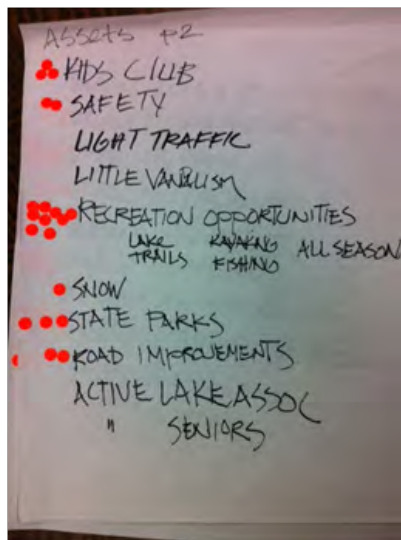 ASSETS p2
KIDS CLUB
SAFETY
LIGHT TRAFFIC
LITTLE VANDLISM
RECREATION OPPORTUNITIES
LAKE KAYAKING ALL SEASON
TRAILS FISHING
SNOW
STATE PARKS
ROAD IMPROVEMENTS
ACTIVE LAKE ASSOC
" SENIORS